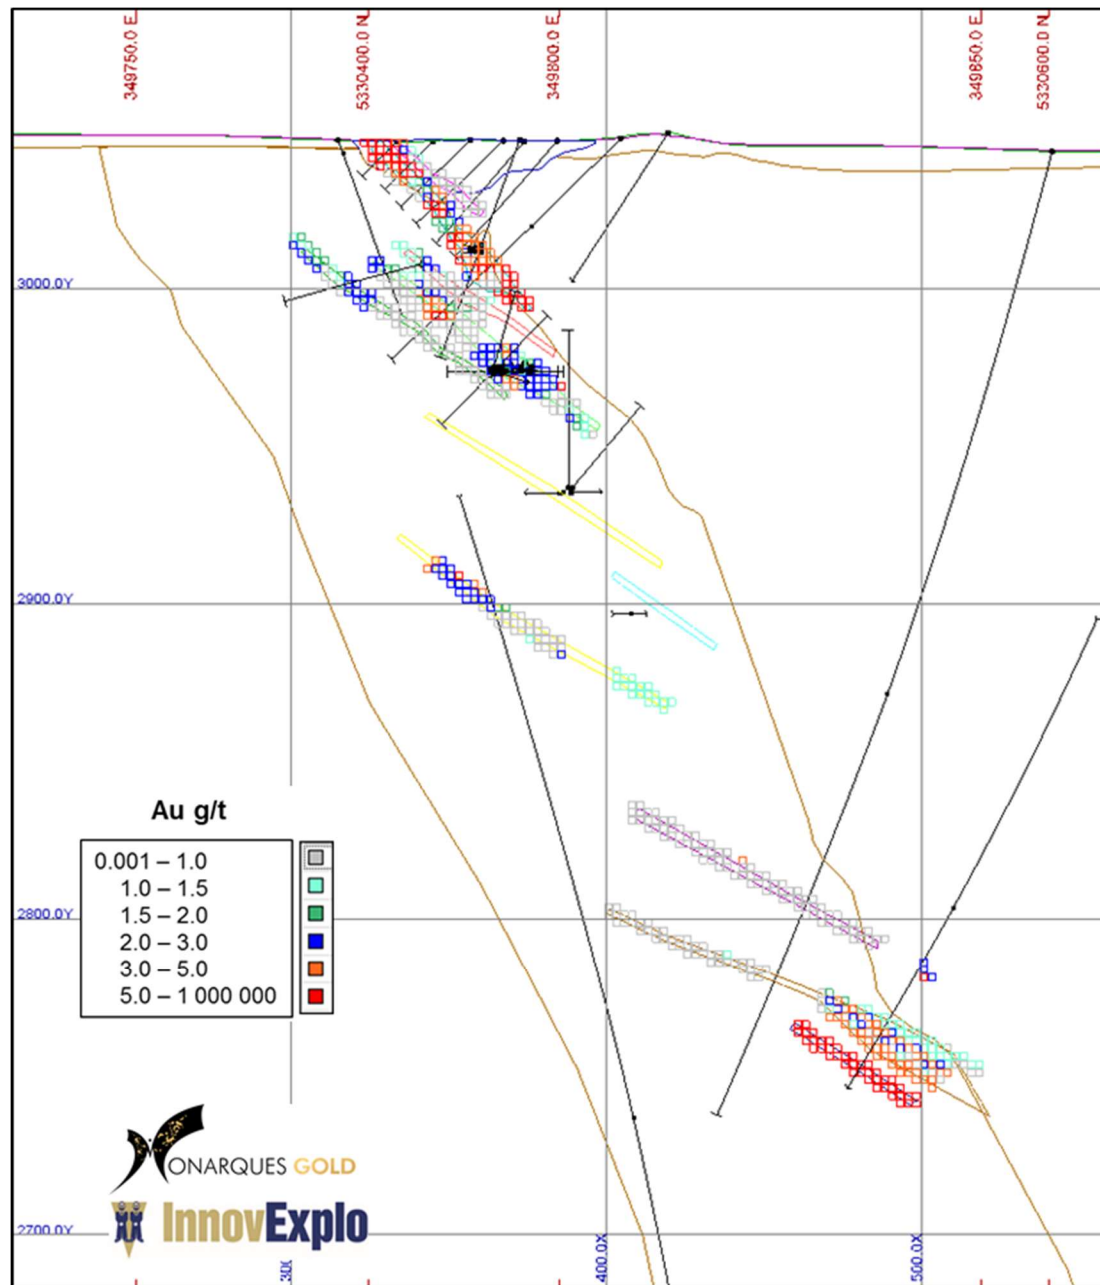 349750.0 E
5330400.0 N
349800.0 E
349850.0 E
5330600.0 N
3000.0Y
2900.0Y
Au g/t
0.001 – 1.0
1.0 – 1.5
1.5 – 2.0
2.0 – 3.0
3.0 – 5.0
5.0 – 1 000 000
2800.0Y
MONARQUES GOLD
InnovExplo
2700.0Y
400.0X
500.0X